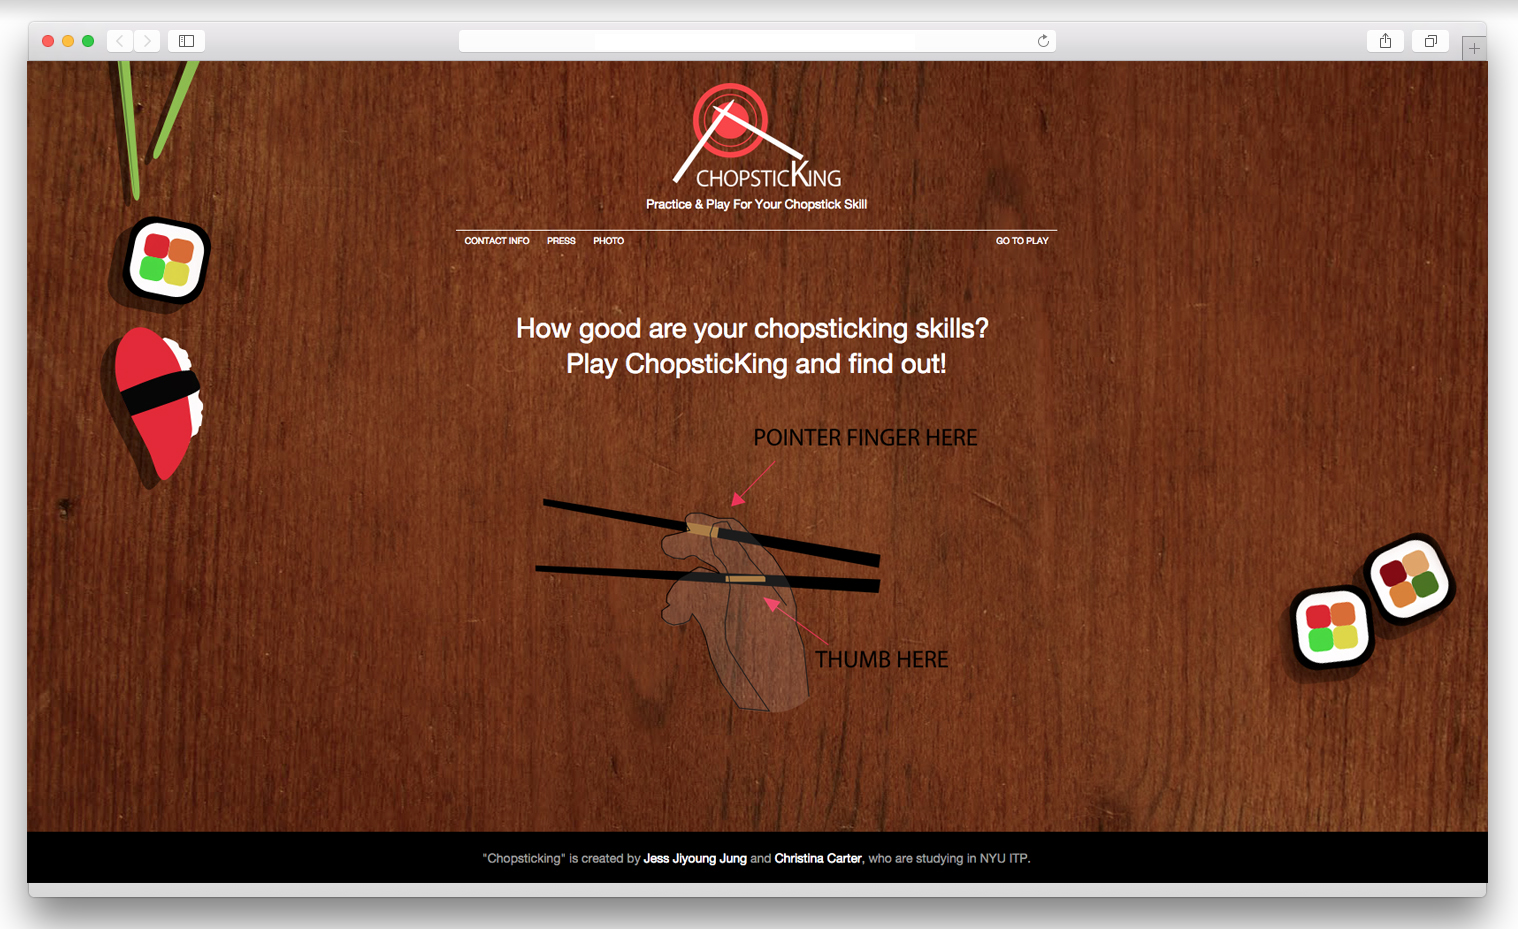 CHOPSTICKING
Practice & Play For Your Chopstick Skill
CONTACT INFO PRESS PHOTO GO TO PLAY
How good are your chopsticking skills?
Play ChopsticKing and find out!
POINTER FINGER HERE
THUMB HERE
"Chopsticking" is created by Jess Jiyoung Jung and Christina Carter, who are studying in NYU ITP.